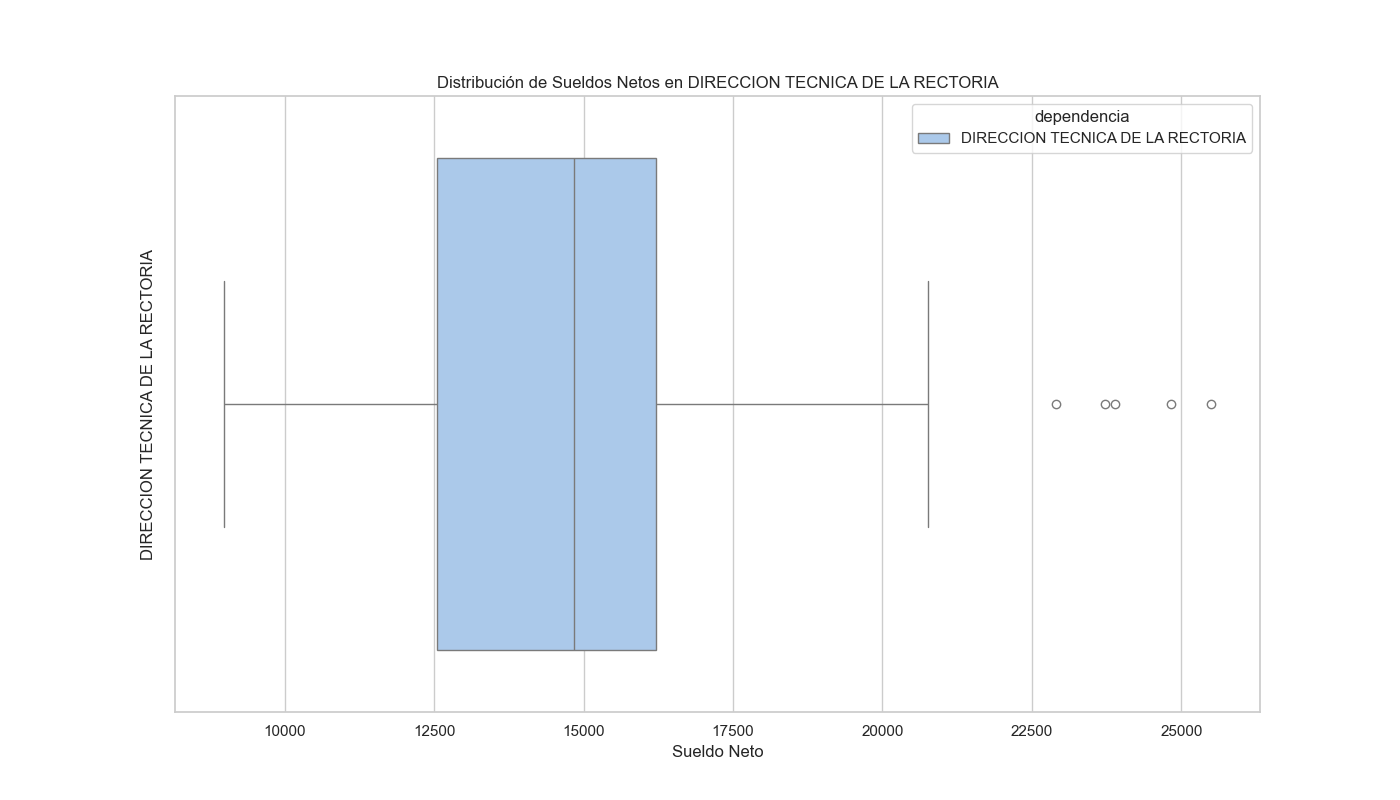 Distribución de Sueldos Netos en DIRECCION TECNICA DE LA RECTORIA
dependencia
DIRECCION TECNICA DE LA RECTORIA
DIRECCION TECNICA DE LA RECTORIA
10000 12500 15000 17500 20000 22500 25000
Sueldo Neto